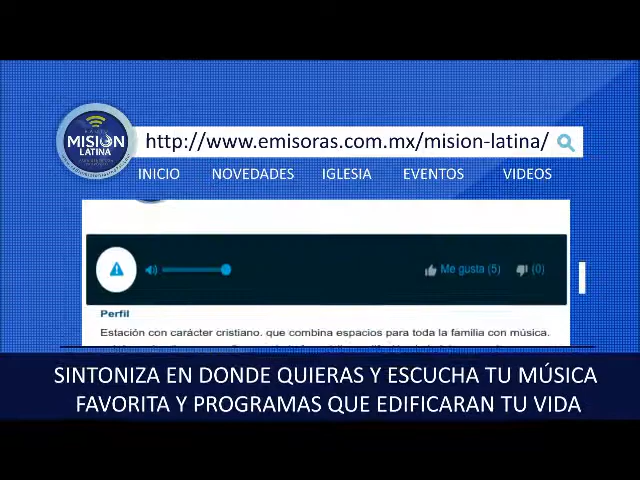 RADIO
MISION
LATINA
http://www.emisoras.com.mx/mision-latina/
INICIO NOVEDADES IGLESIA EVENTOS VIDEOS
Me gusta (5) (0)
Perfil
Estación con carácter cristiano. que combina espacios para toda la familia con música.
SINTONIZA EN DONDE QUIERAS Y ESCUCHA TU MÚSICA
FAVORITA Y PROGRAMAS QUE EDIFICARAN TU VIDA